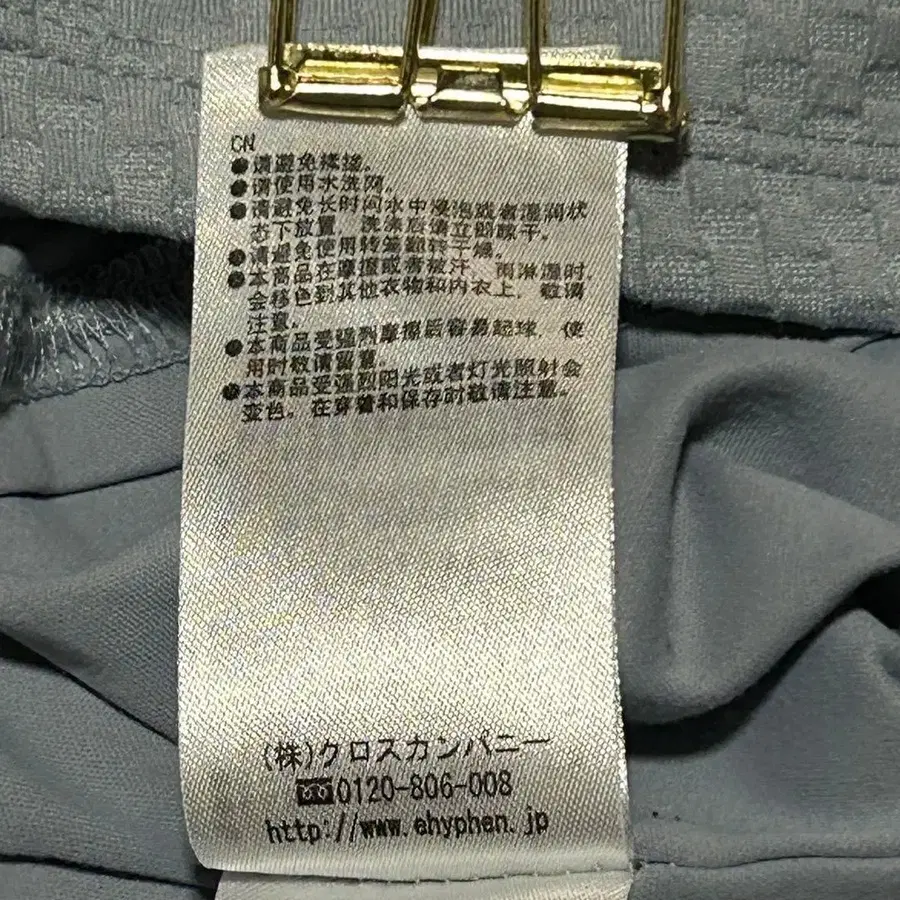 CN
●请避免揉搓。
●请使用水洗网。
●请避免长时间水中浸泡或者湿润状
态下放置，洗涤后请立即晾干。
●请避免使用转笼翻转干燥。
●本商品在摩擦或者被汗、雨淋湿时，
会移色到其他衣物和内衣上，敬请
注意。
●本商品受强烈摩擦后容易起球，使
用时敬请留意。
●本商品受强烈阳光或者灯光照射会
变色。在穿着和保存时敬请注意。
(株)クロスカンパニー
0120-806-008
http://www.ehyphen.jp